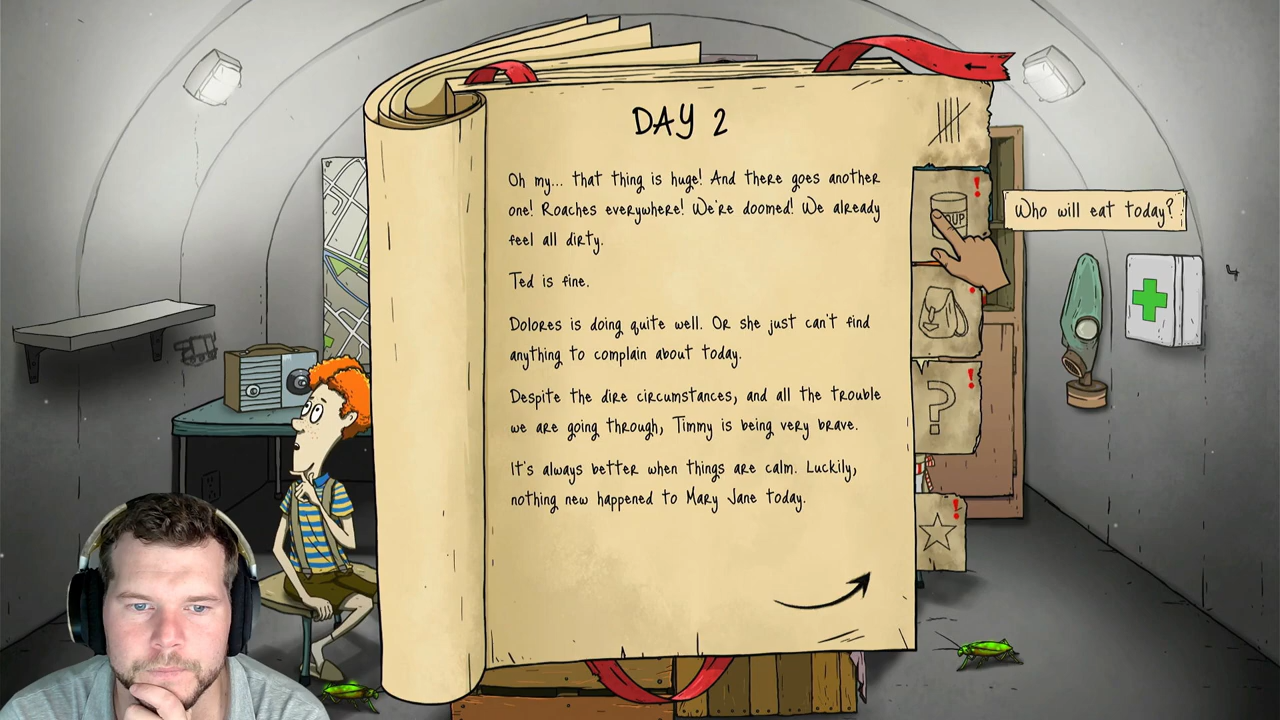 DAY 2
Oh my... that thing is huge! And there goes another
one! Roaches everywhere! We're doomed! We already
feel all dirty.
Ted is fine.
Dolores is doing quite well. Or she just can't find
anything to complain about today.
Despite the dire circumstances, and all the trouble
we are going through, Timmy is being very brave.
It's always better when things are calm. Luckily,
nothing new happened to Mary Jane today.
!
Who will eat today?
!
!
?
!